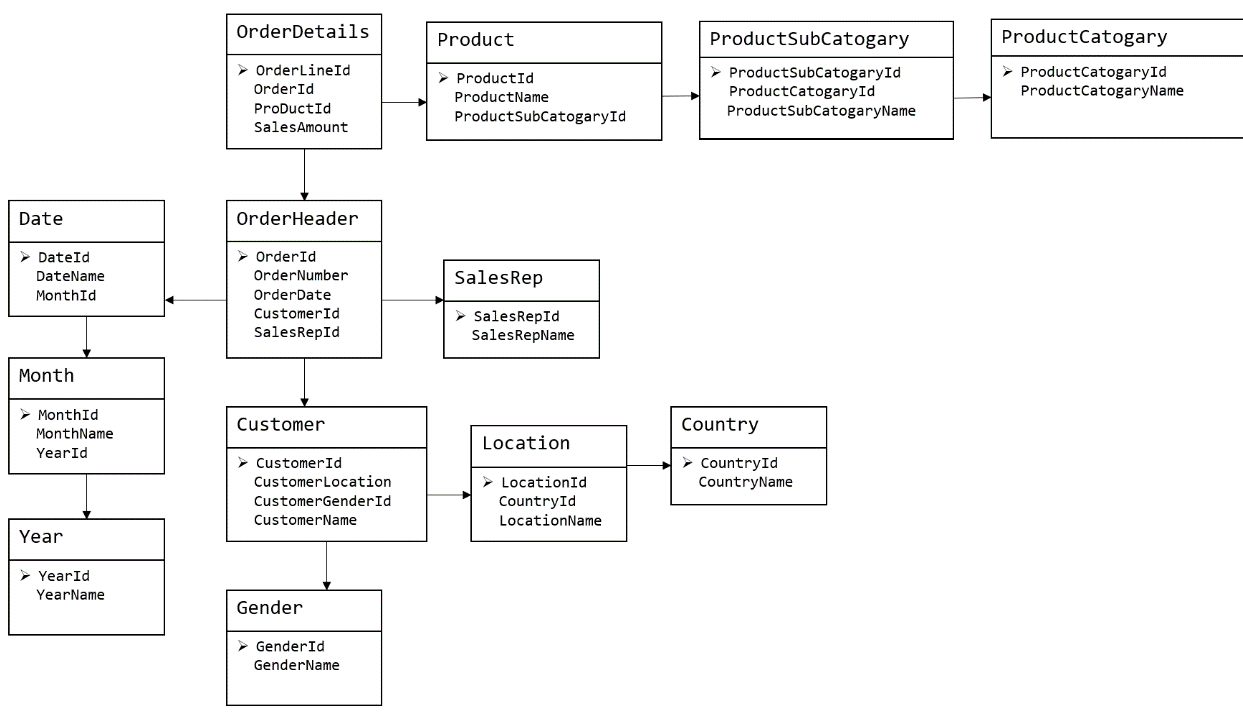 OrderDetails
OrderLineId
OrderId
ProDuctId
SalesAmount
Product
ProductId
ProductName
ProductSubCatogaryId
ProductSubCatogary
ProductSubCatogaryId
ProductCatogaryId
ProductSubCatogaryName
ProductCatogary
ProductCatogaryId
ProductCatogaryName
Date
DateId
DateName
MonthId
OrderHeader
OrderId
OrderNumber
OrderDate
CustomerId
SalesRepId
SalesRep
SalesRepId
SalesRepName
Month
MonthId
MonthName
YearId
Customer
CustomerId
CustomerLocation
CustomerGenderId
CustomerName
Location
LocationId
CountryId
LocationName
Country
CountryId
CountryName
Year
YearId
YearName
Gender
GenderId
GenderName